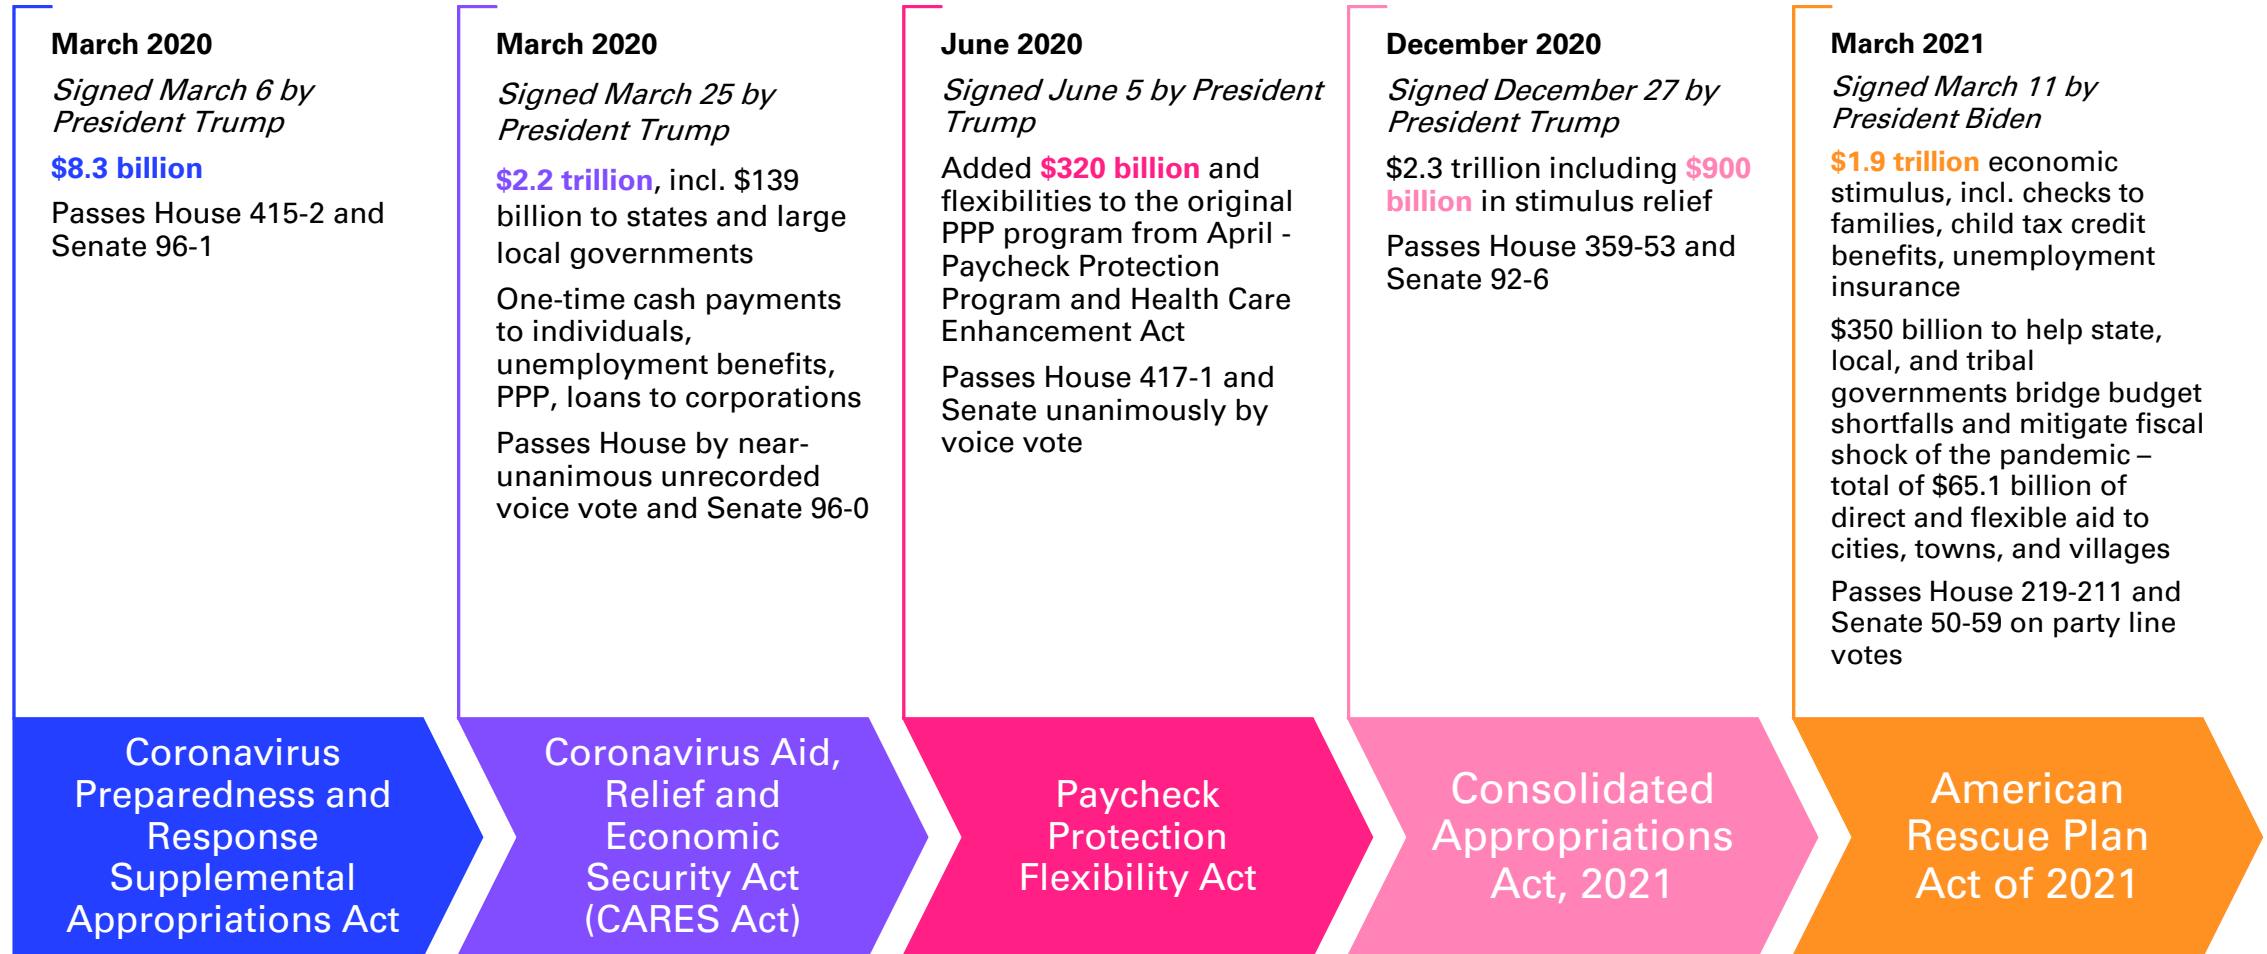 March 2020
Signed March 6 by
President Trump
$8.3 billion
Passes House 415-2 and
Senate 96-1
Coronavirus
Preparedness and
Response
Supplemental
Appropriations Act
March 2020
Signed March 25 by
President Trump
$2.2 trillion, incl. $139
billion to states and large
local governments
One-time cash payments
to individuals,
unemployment benefits,
PPP, loans to corporations
Passes House by near-
unanimous unrecorded
voice vote and Senate 96-0
Coronavirus Aid,
Relief and
Economic
Security Act
(CARES Act)
June 2020
Signed June 5 by President
Trump
Added $320 billion and
flexibilities to the original
PPP program from April -
Paycheck Protection
Program and Health Care
Enhancement Act
Passes House 417-1 and
Senate unanimously by
voice vote
Paycheck
Protection
Flexibility Act
December 2020
Signed December 27 by
President Trump
$2.3 trillion including $900
billion in stimulus relief
Passes House 359-53 and
Senate 92-6
Consolidated
Appropriations
Act, 2021
March 2021
Signed March 11 by
President Biden
$1.9 trillion economic
stimulus, incl. checks to
families, child tax credit
benefits, unemployment
insurance
$350 billion to help state,
local, and tribal
governments bridge budget
shortfalls and mitigate fiscal
shock of the pandemic –
total of $65.1 billion of
direct and flexible aid to
cities, towns, and villages
Passes House 219-211 and
Senate 50-59 on party line
votes
American
Rescue Plan
Act of 2021